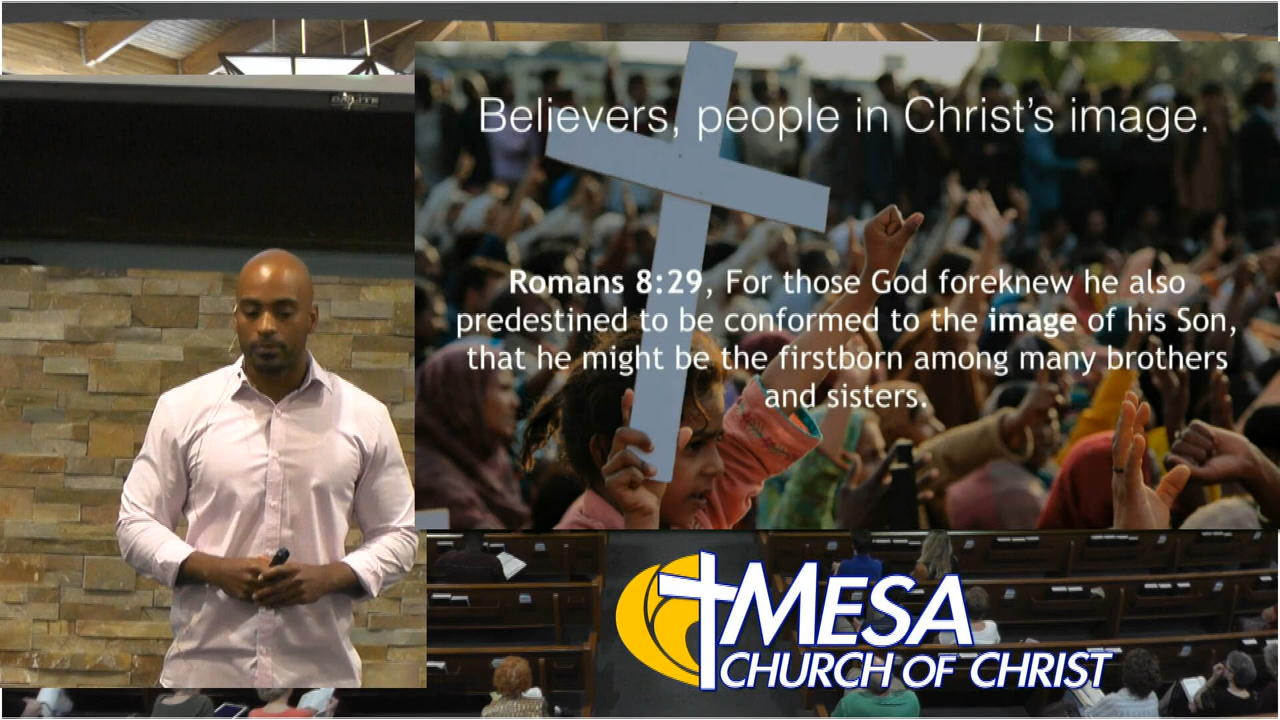 DA-LITE
Believers, people in Christ's image.
Romans 8:29, For those God foreknew he also
predestined to be conformed to the image of his Son,
that he might be the firstborn among many brothers
and sisters.
MESA
CHURCH OF CHRIST